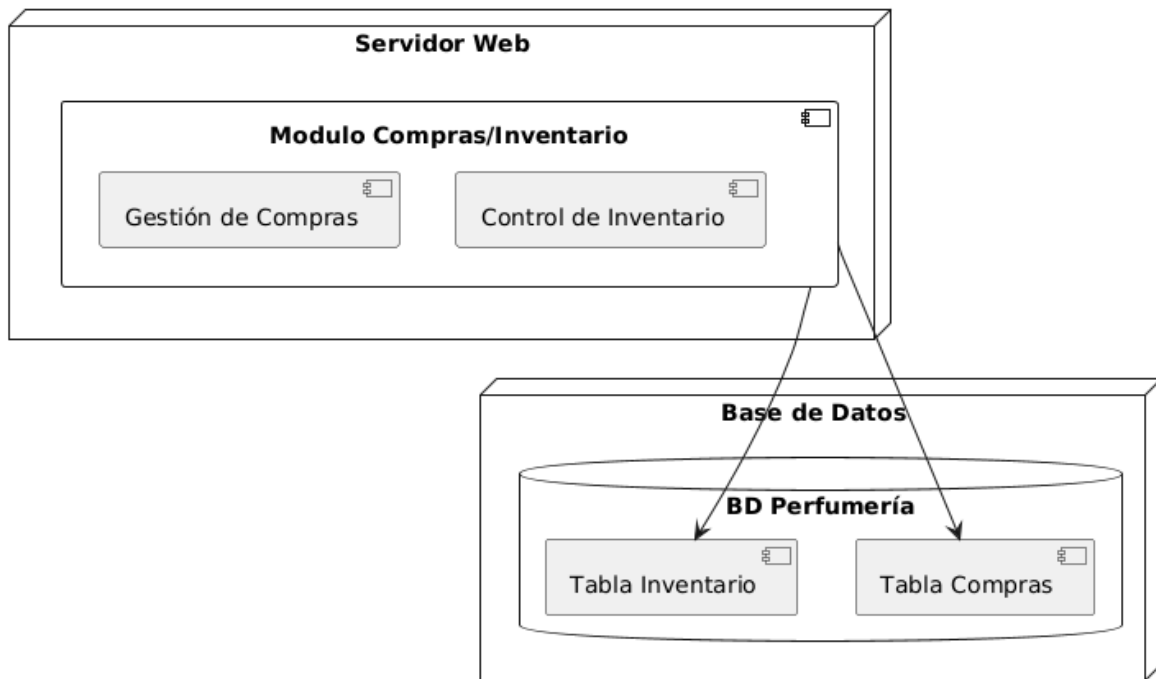 Servidor Web
Modulo Compras/Inventario
Gestión de Compras
Control de Inventario
Base de Datos
BD Perfumería
Tabla Inventario
Tabla Compras